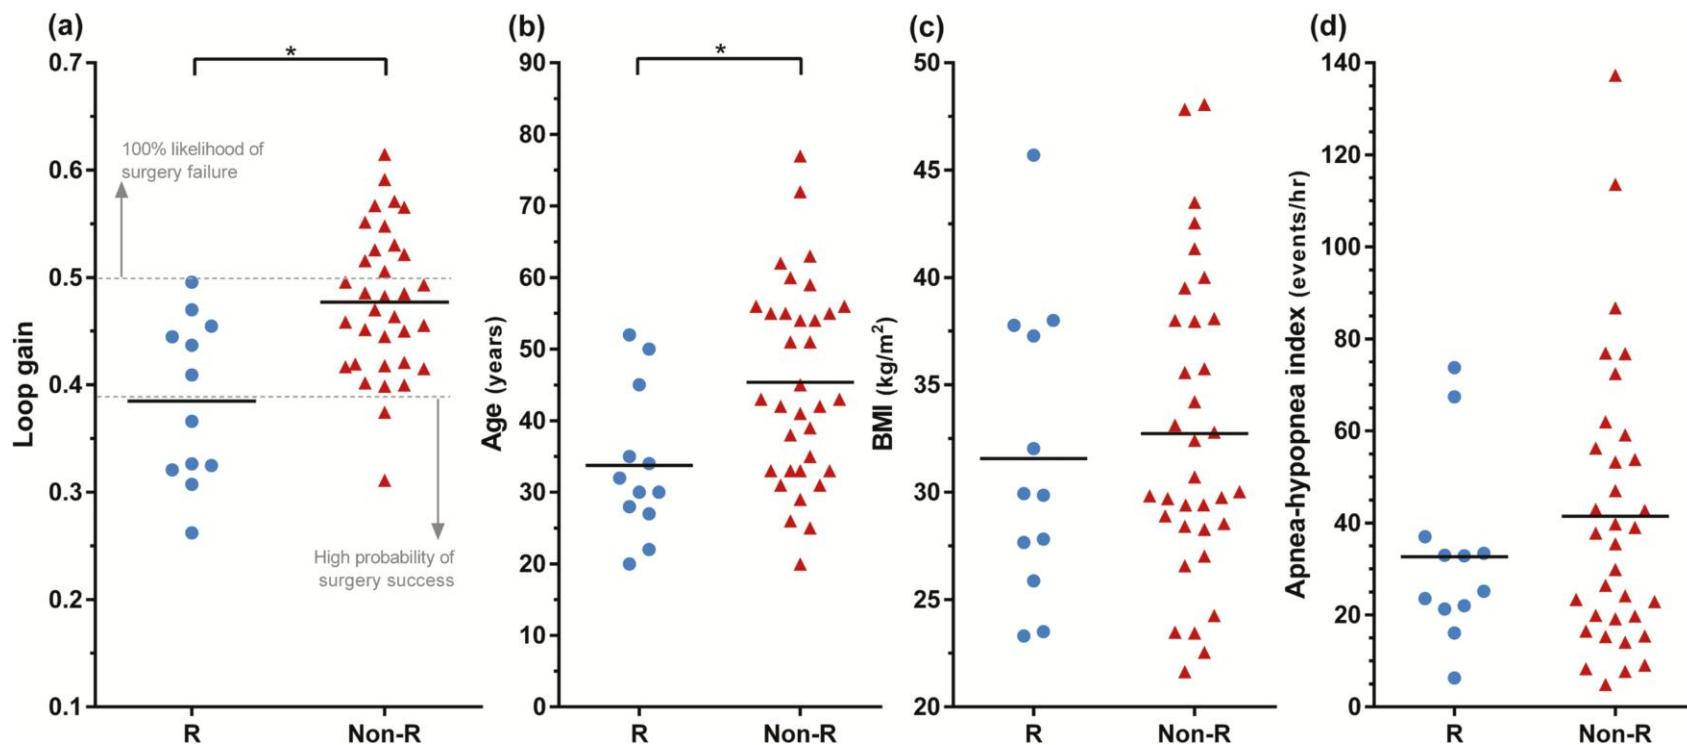 (a)
*
0.7
0.6
0.5
0.4
0.3
0.2
0.1
Loop gain
100% likelihood of
surgery failure
High probability of
surgery success
R
Non-R
(b)
*
90
80
70
60
50
40
30
20
10
0
Age (years)
R
Non-R
(c)
50
45
40
35
30
25
20
BMI (kg/m²)
R
Non-R
(d)
140
120
100
80
60
40
20
0
Apnea-hypopnea index (events/hr)
R
Non-R